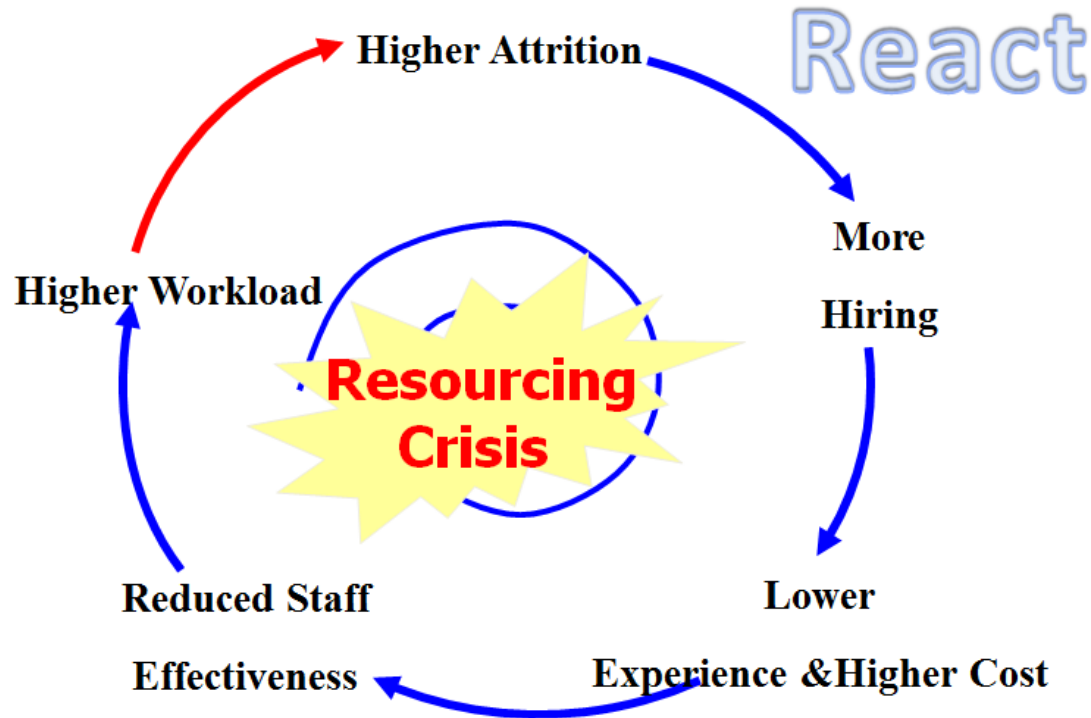 React
Higher Attrition
More
Hiring
Higher Workload
Resourcing
Crisis
Lower
Experience &Higher Cost
Reduced Staff
Effectiveness